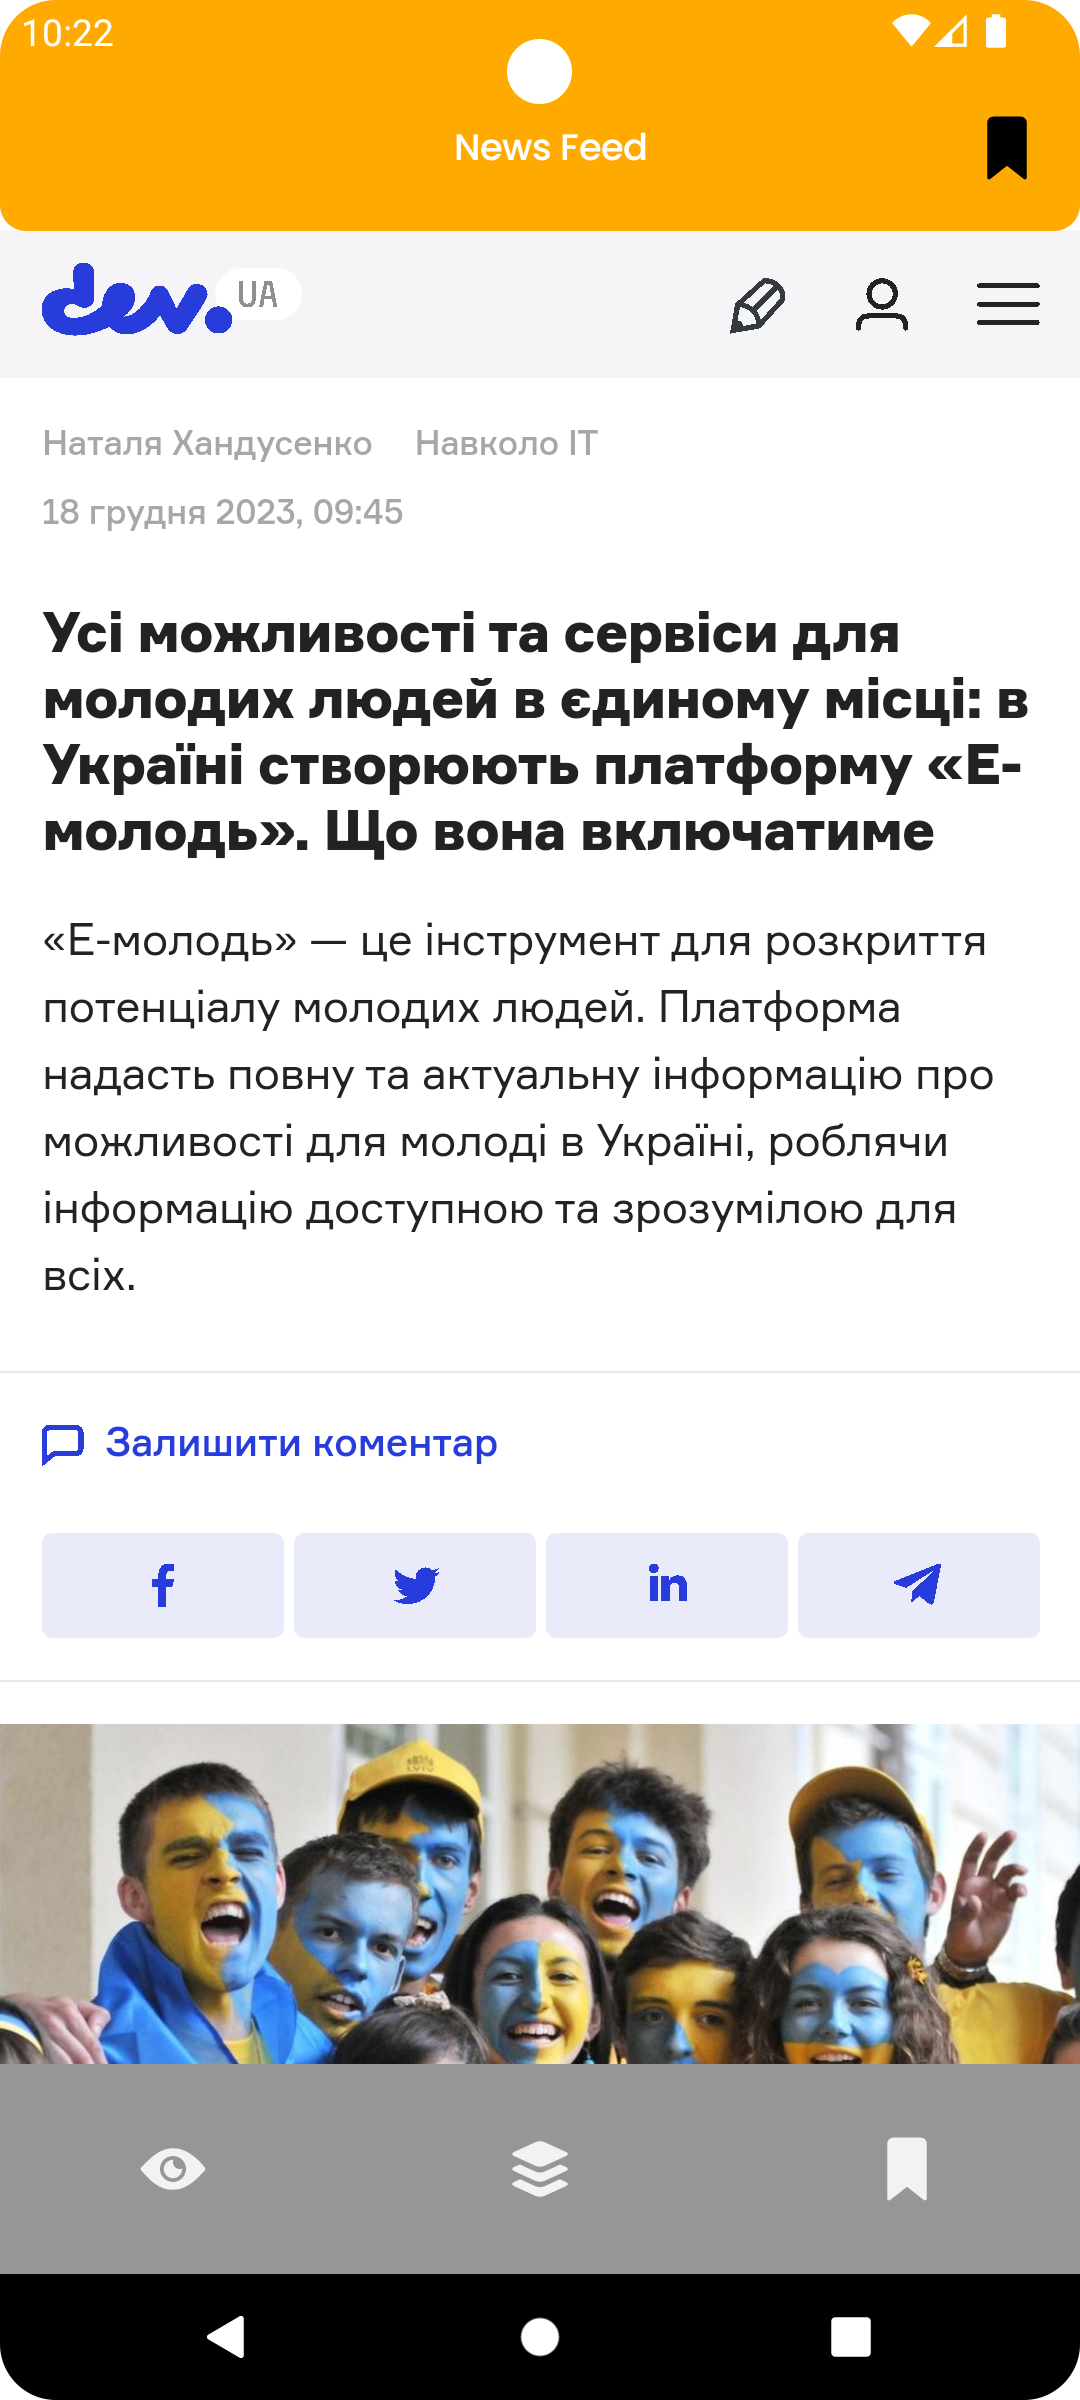 10:22
News Feed
dev.
UA
Наталя Хандусенко Навколо IT
18 грудня 2023, 09:45
Усі можливості та сервіси для
молодих людей в єдиному місці: в
Україні створюють платформу «Е-
молодь». Що вона включатиме
«Е-молодь» — це інструмент для розкриття
потенціалу молодих людей. Платформа
надасть повну та актуальну інформацію про
можливості для молоді в Україні, роблячи
інформацію доступною та зрозумілою для
всіх.
Залишити коментар